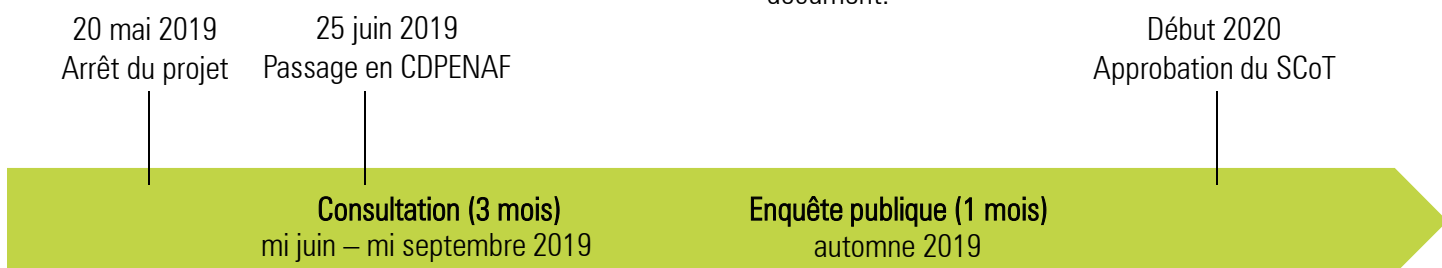 document.
20 mai 2019
Arrêt du projet
25 juin 2019
Passage en CDPENAF
Début 2020
Approbation du SCoT
Consultation (3 mois)
mi juin – mi septembre 2019
Enquête publique (1 mois)
automne 2019